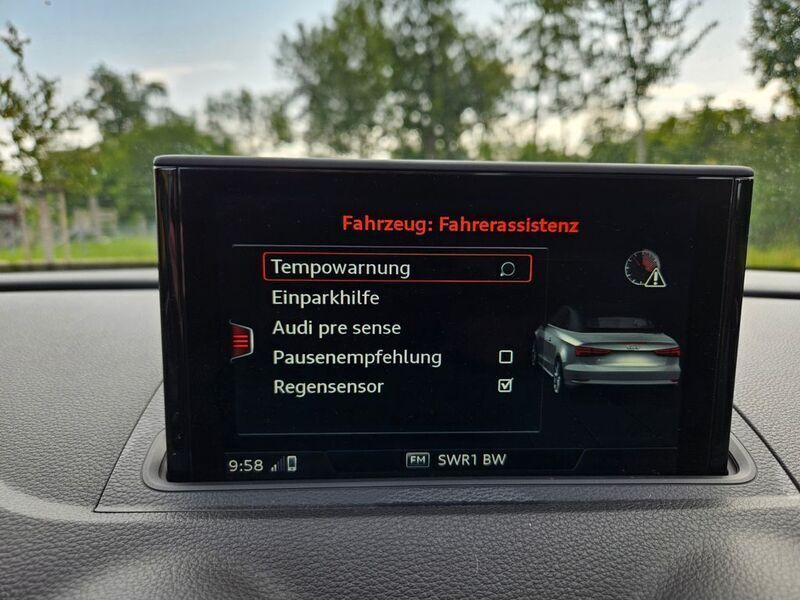 Fahrzeug: Fahrerassistenz
Tempowarnung
Einparkhilfe
Audi pre sense
Pausenempfehlung
Regensensor
9:58
FM SWR1 BW